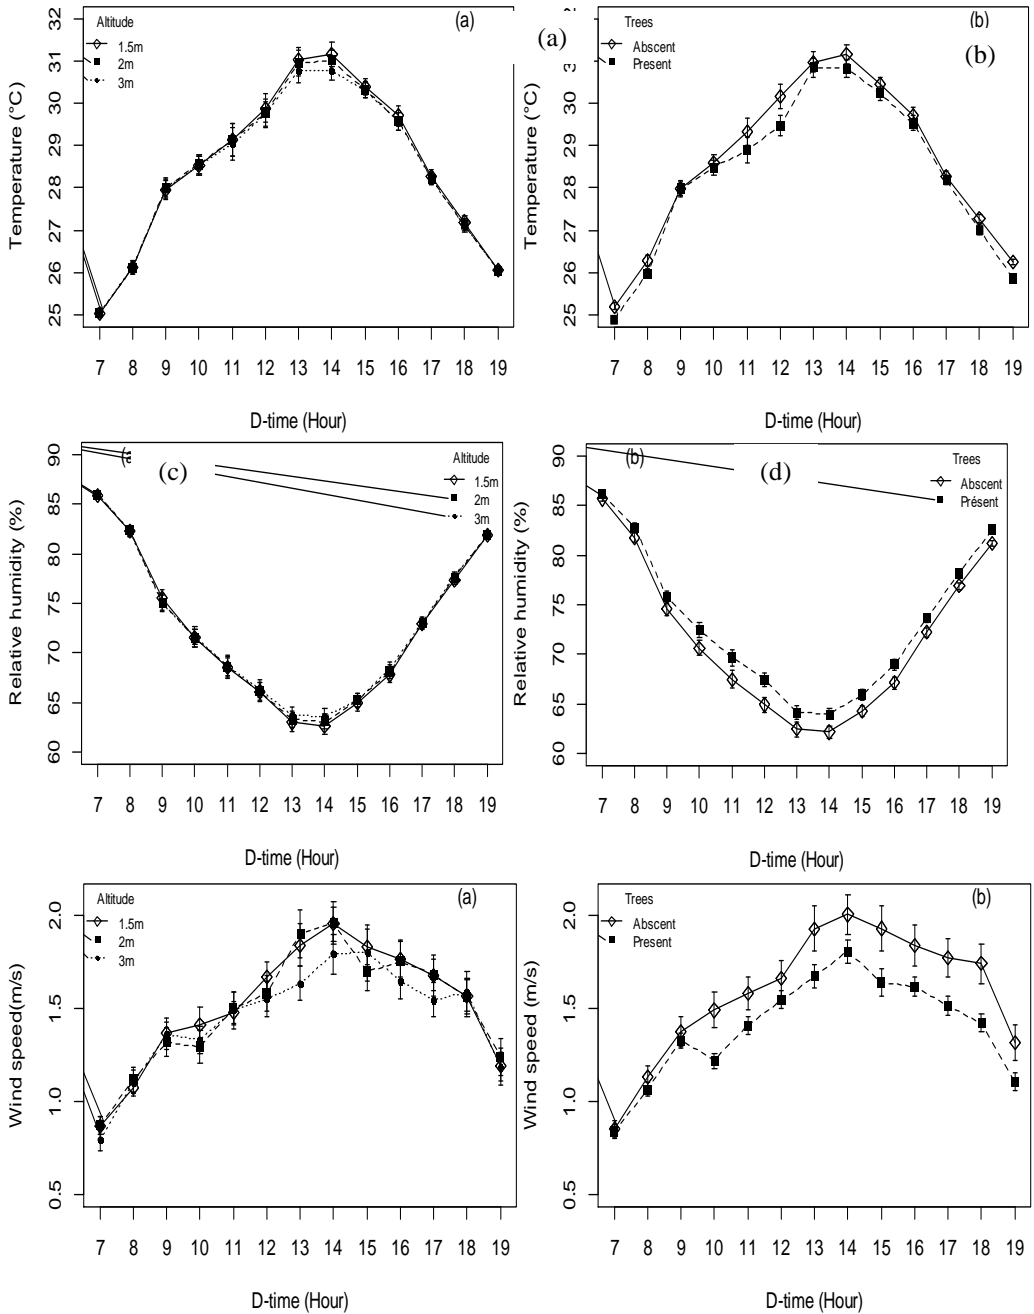 Altitude
1.5m
2m
3m
(a)
(a)
Temperature (°C)
25
26
27
28
29
30
31
32
7 8 9 10 11 12 13 14 15 16 17 18 19
D-time (Hour)
Trees
Abscent
Present
(b)
(b)
Temperature (°C)
25
26
27
28
29
30
7 8 9 10 11 12 13 14 15 16 17 18 19
D-time (Hour)
(c)
Altitude
1.5m
2m
3m
Relative humidity (%)
60
65
70
75
80
85
90
7 8 9 10 11 12 13 14 15 16 17 18 19
D-time (Hour)
(b)
(d)
Trees
Abscent
Présent
Relative humidity (%)
60
65
70
75
80
85
90
7 8 9 10 11 12 13 14 15 16 17 18 19
D-time (Hour)
Altitude
1.5m
2m
3m
(a)
Wind speed(m/s)
0.5
1.0
1.5
2.0
7 8 9 10 11 12 13 14 15 16 17 18 19
D-time (Hour)
Trees
Abscent
Present
(b)
Wind speed (m/s)
0.5
1.0
1.5
2.0
7 8 9 10 11 12 13 14 15 16 17 18 19
D-time (Hour)